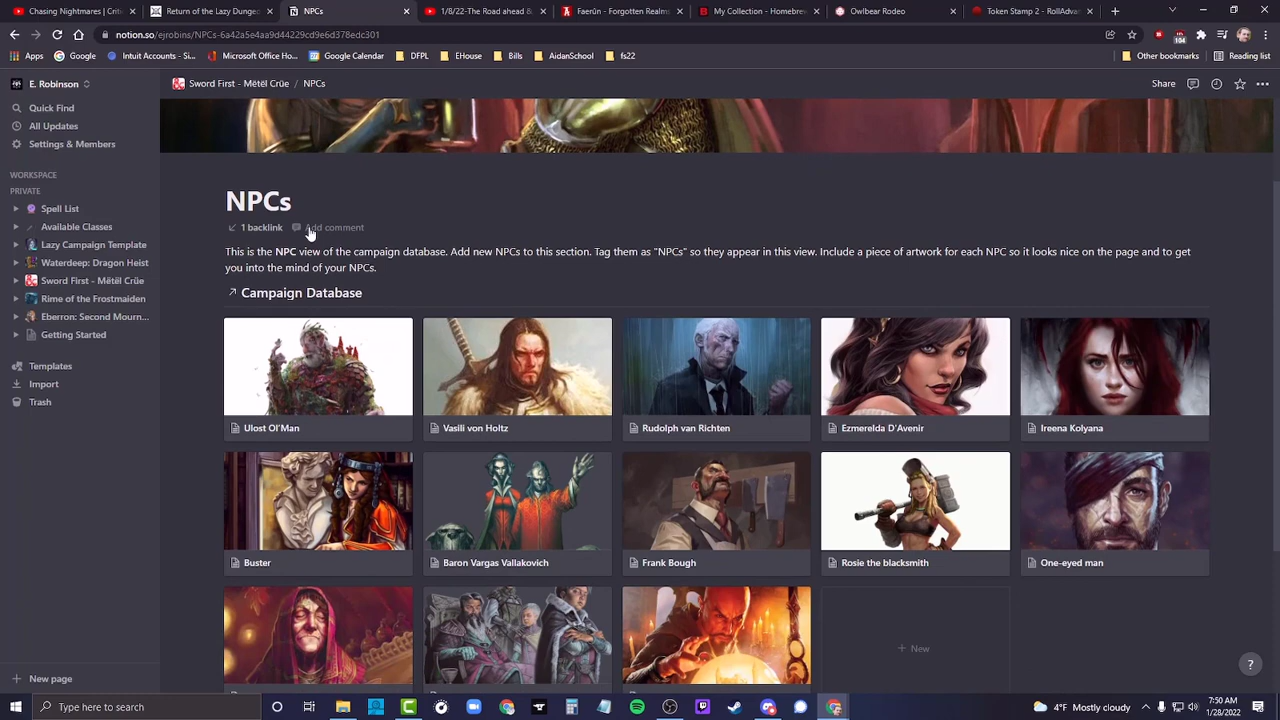 Chasing Nightmares | Criti
Return of the Lazy Dungeo
NPCs
1/8/22-The Road ahead &
Faerûn - Forgotten Realms
My Collection - Homebrew
Owlbear Rodeo
Token Stamp 2 - RollAdva
notion.so/ejrobins/NPCs-6a42a5e4aa9d44229cd9e6d378edc301
104
Apps
Google
Intuit Accounts - Si...
Microsoft Office Ho...
Google Calendar
DFPL
EHouse
Bills
AidanSchool
fs22
Other bookmarks
Reading list
E. Robinson
Sword First - Mëtël Crüe / NPCs
Share
Quick Find
All Updates
Settings & Members
WORKSPACE
PRIVATE
Spell List
Available Classes
Lazy Campaign Template
Waterdeep: Dragon Heist
Sword First - Mëtël Crüe
Rime of the Frostmaiden
Eberron: Second Mourn...
Getting Started
Templates
Import
Trash
New page
NPCs
1 backlink
Add comment
This is the NPC view of the campaign database. Add new NPCs to this section. Tag them as "NPCs" so they appear in this view. Include a piece of artwork for each NPC so it looks nice on the page and to get
you into the mind of your NPCs.
Campaign Database
Ulost Ol'Man
Vasili von Holtz
Rudolph van Richten
Ezmerelda D'Avenir
Ireena Kolyana
Buster
Baron Vargas Vallakovich
Frank Bough
Rosie the blacksmith
One-eyed man
+ New
?
Type here to search
4°F Mostly cloudy
7:50 AM
1/28/2022